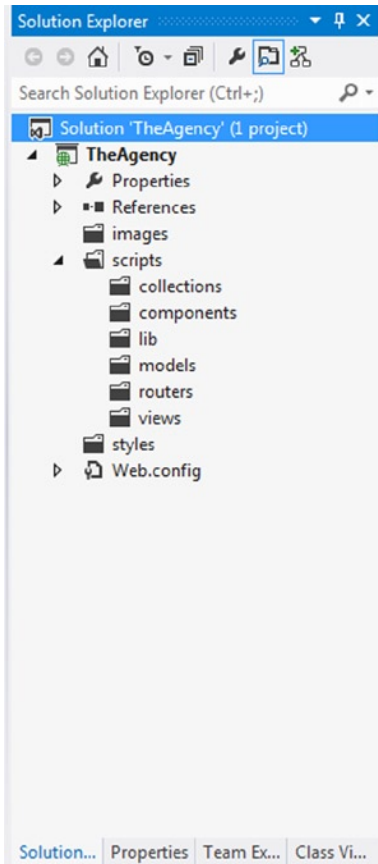 Solution Explorer
Search Solution Explorer (Ctrl+;)
Solution 'TheAgency' (1 project)
TheAgency
Properties
References
images
scripts
collections
components
lib
models
routers
views
styles
Web.config
Solution... Properties Team Ex... Class Vi...